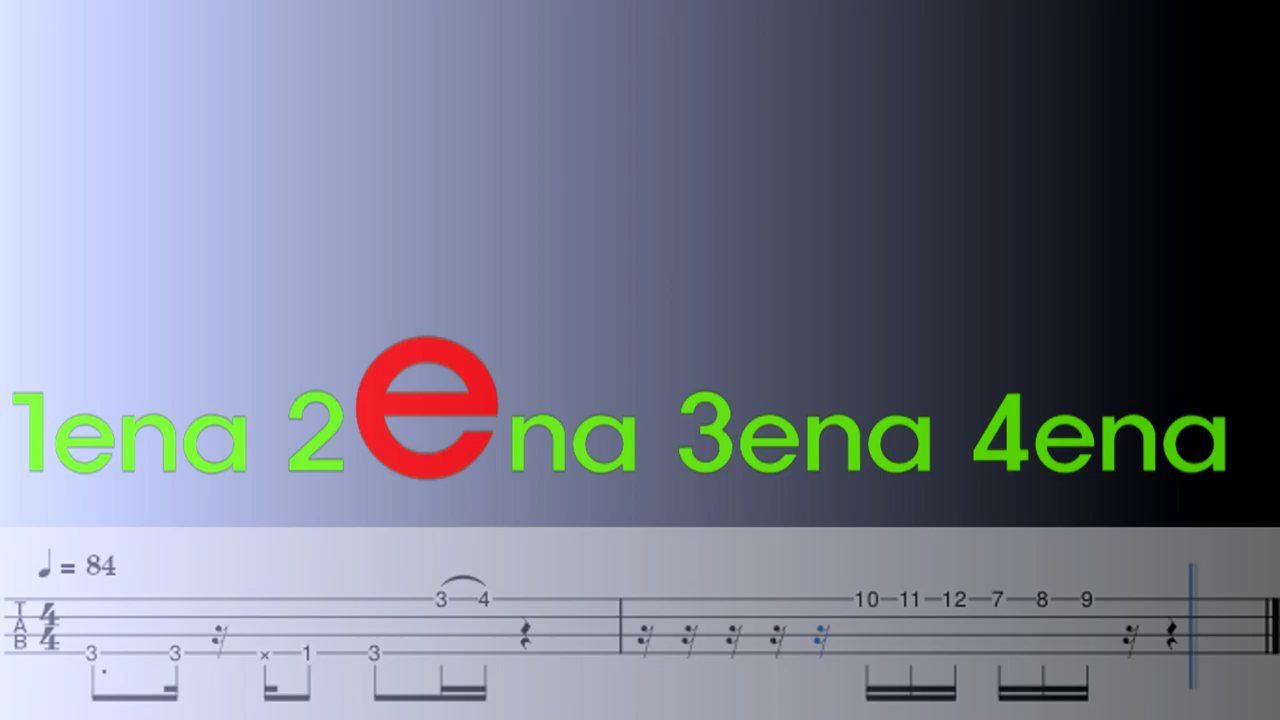 1ena 2ena 3ena 4ena
♩ = 84
TAB 4/4 3 3 × 1 3 3 4 10 11 12 7 8 9